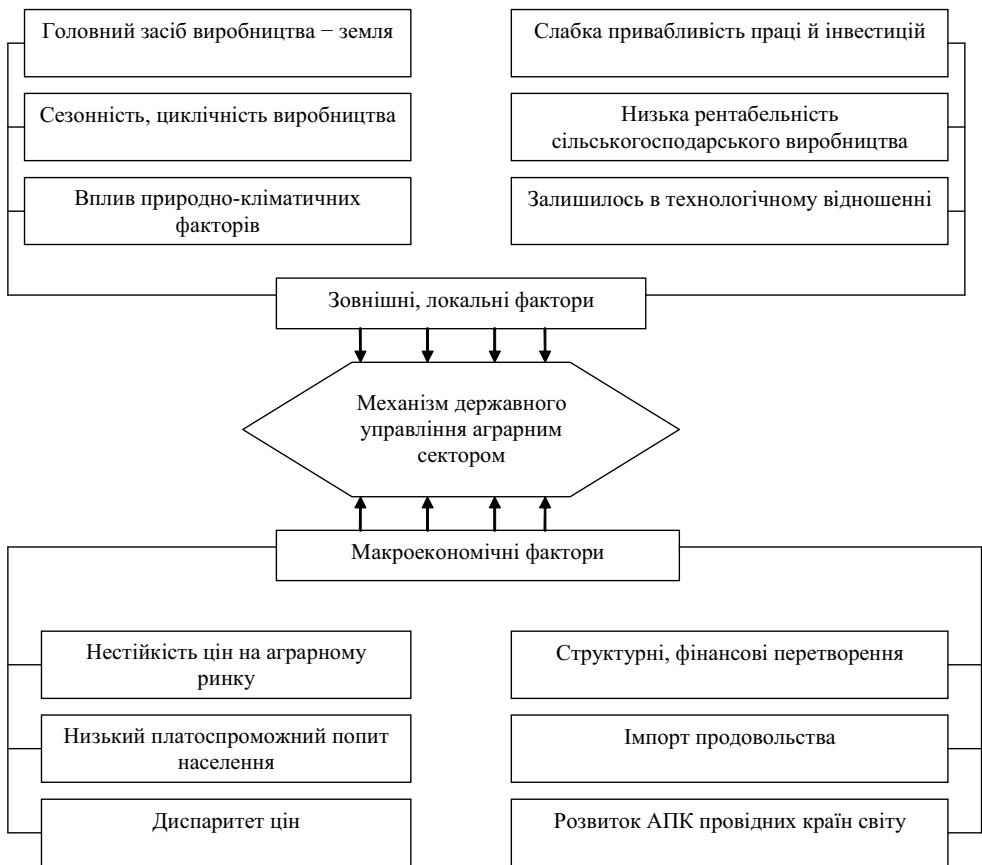 Головний засіб виробництва − земля
Слабка привабливість праці й інвестицій
Сезонність, циклічність виробництва
Низька рентабельність
сільськогосподарського виробництва
Вплив природно-кліматичних
факторів
Залишилось в технологічному відношенні
Зовнішні, локальні фактори
Механізм державного
управління аграрним
сектором
Макроекономічні фактори
Нестійкість цін на аграрному
ринку
Структурні, фінансові перетворення
Низький платоспроможний попит
населення
Імпорт продовольства
Диспаритет цін
Розвиток АПК провідних країн світу